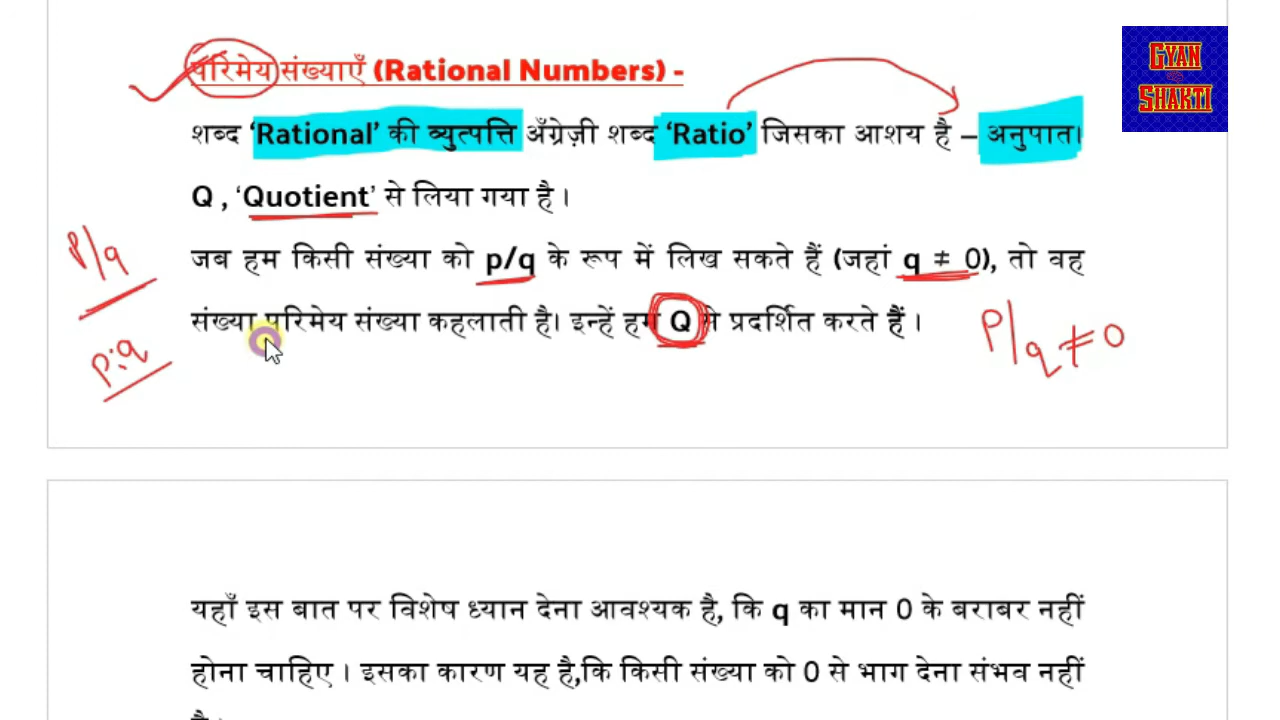 परिमेय संख्याएँ (Rational Numbers) -
GYAN
SHAKTI
शब्द ‘Rational’ की व्युत्पत्ति अँग्रेज़ी शब्द ‘Ratio’ जिसका आशय है – अनुपात।
Q , ‘Quotient’ से लिया गया है ।
P/q
जब हम किसी संख्या को p/q के रूप में लिख सकते हैं (जहां q ≠ 0), तो वह
संख्या परिमेय संख्या कहलाती है। इन्हें हम Q से प्रदर्शित करते हैं ।
P:q
P/q ≠ 0
यहाँ इस बात पर विशेष ध्यान देना आवश्यक है, कि q का मान 0 के बराबर नहीं
होना चाहिए । इसका कारण यह है,कि किसी संख्या को 0 से भाग देना संभव नहीं